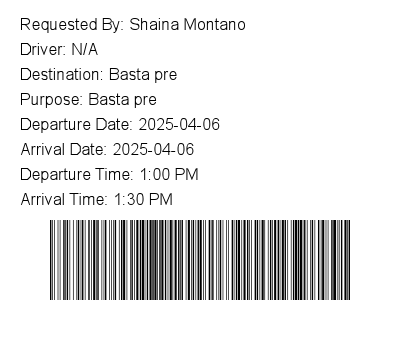 Requested By: Shaina Montano
Driver: N/A
Destination: Basta pre
Purpose: Basta pre
Departure Date: 2025-04-06
Arrival Date: 2025-04-06
Departure Time: 1:00 PM
Arrival Time: 1:30 PM